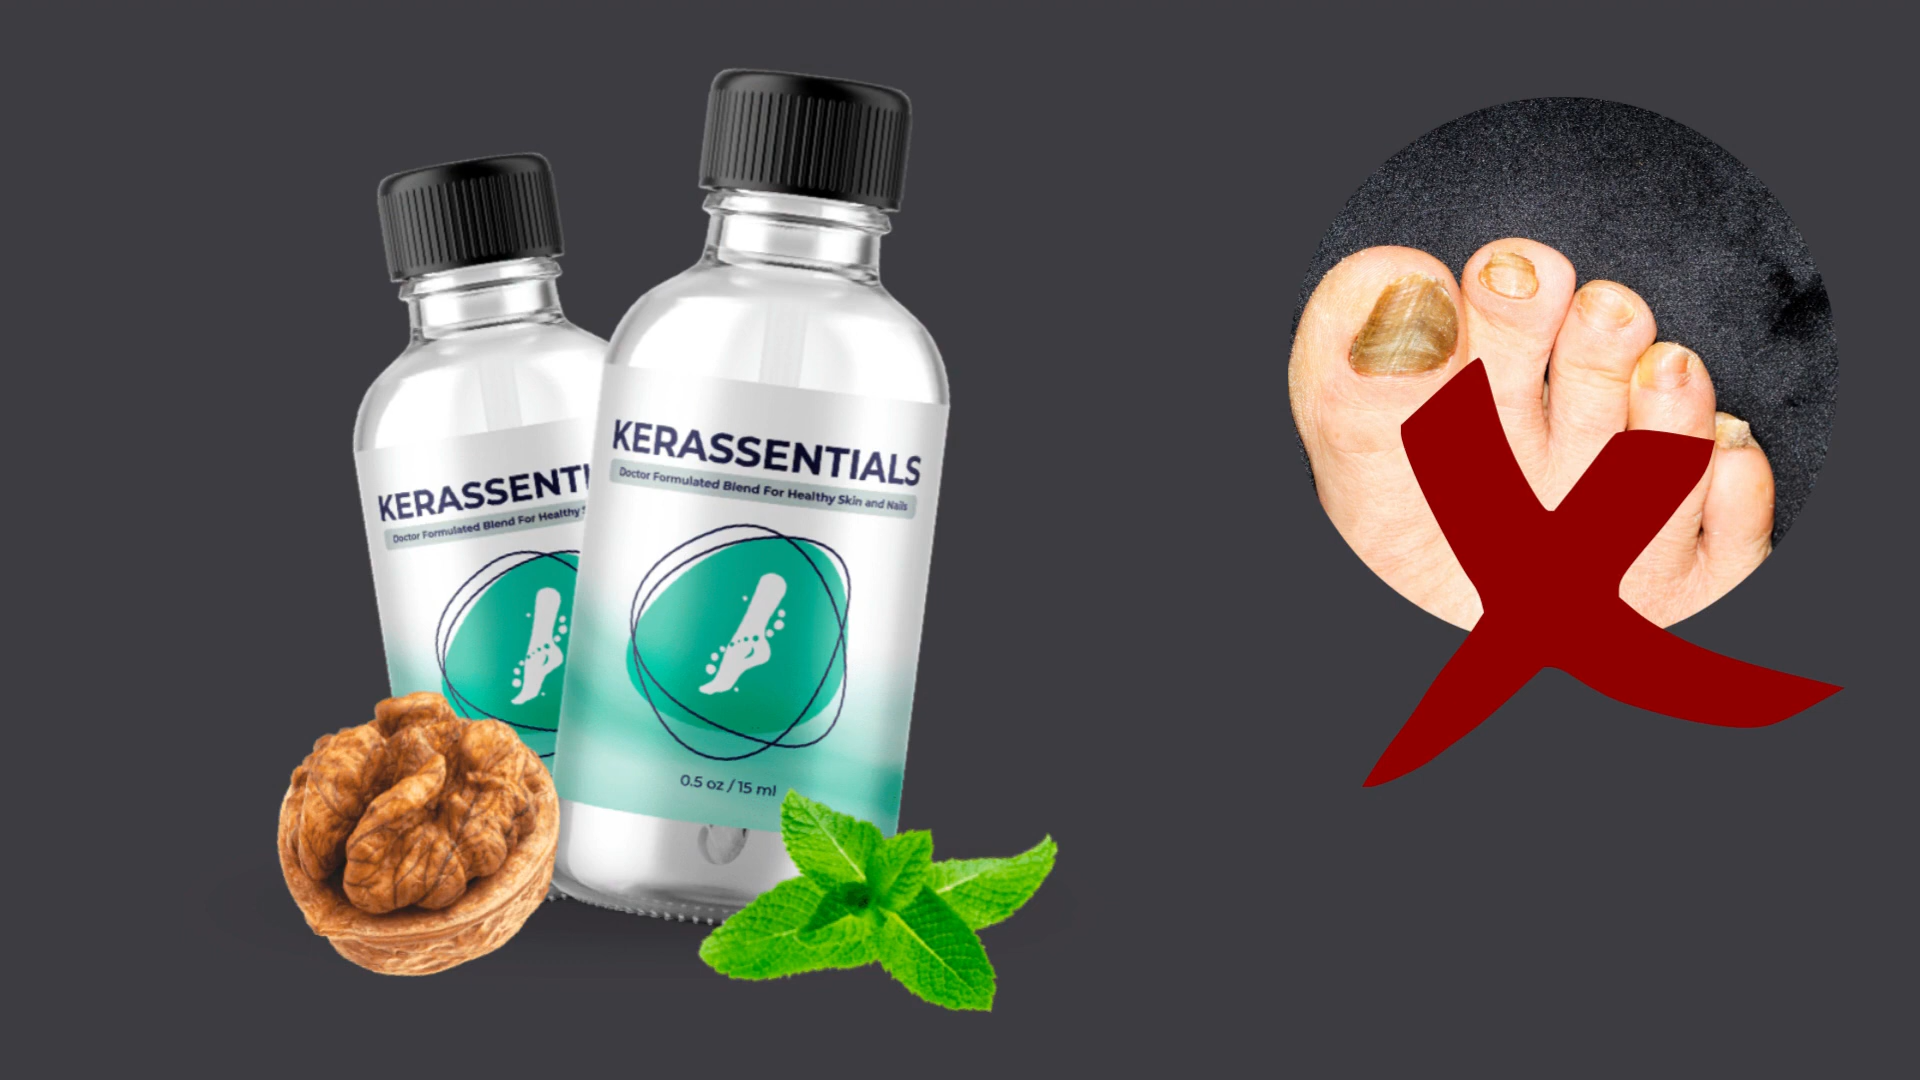 KERASSENTI
Doctor Formulated Blend For Healthy
KERASSENTIALS
Doctor Formulated Blend For Healthy Skin and Nails
0.5 oz / 15 ml